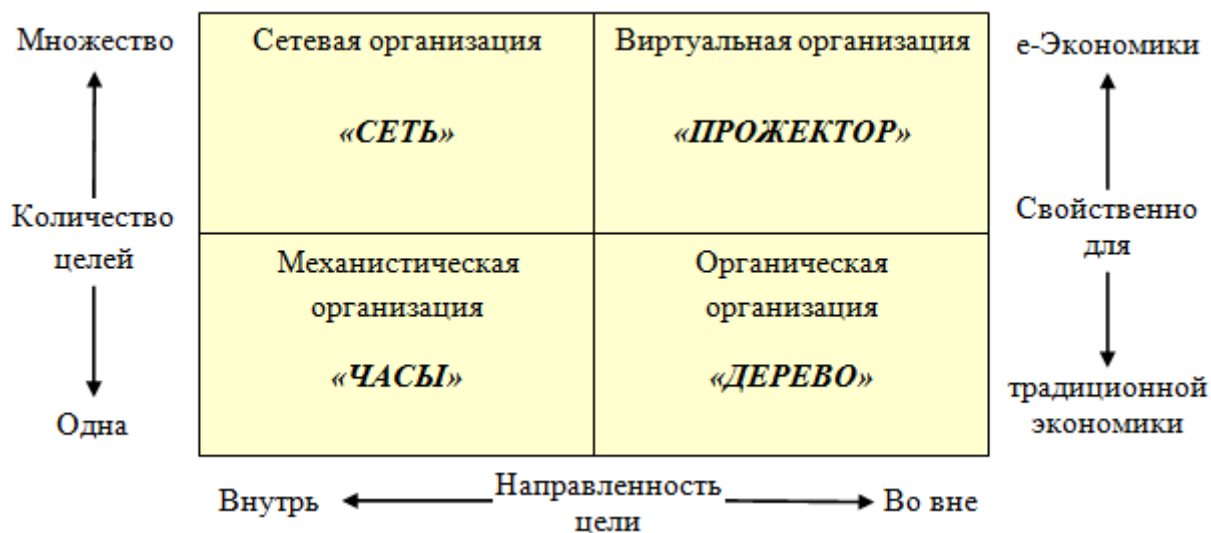 Множество
Сетевая организация
Виртуальная организация
е-Экономики
«СЕТЬ»
«ПРОЖЕКТОР»
Количество
целей
Свойственно
для
Механистическая
организация
Органическая
организация
«ЧАСЫ»
«ДЕРЕВО»
Одна
традиционной
экономики
Внутрь
Направленность
цели
Во вне